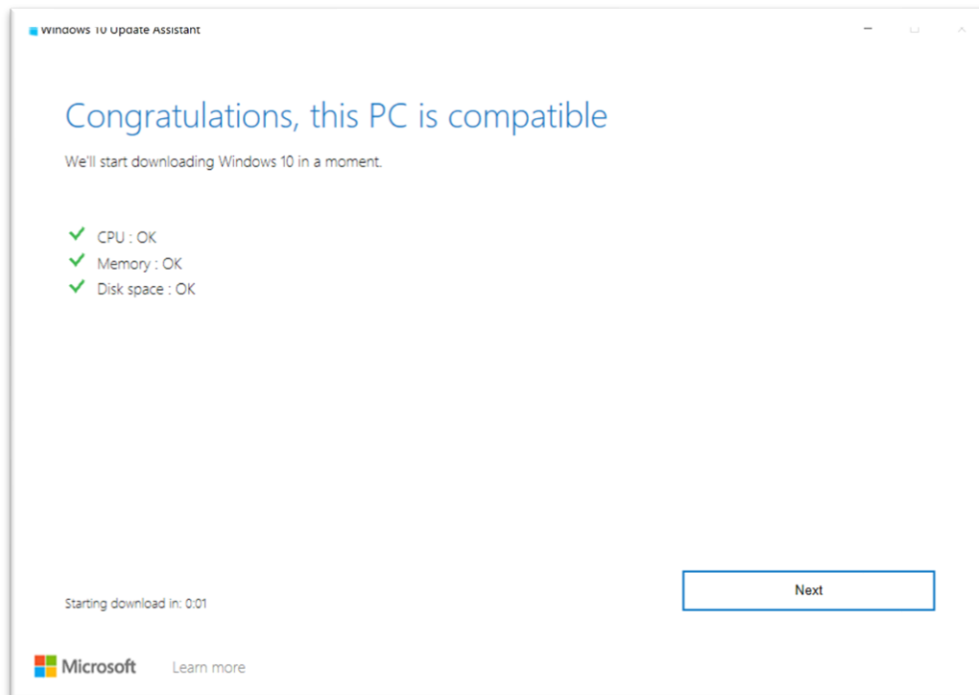 Windows 10 Update Assistant
Congratulations, this PC is compatible
We'll start downloading Windows 10 in a moment.
CPU : OK
Memory : OK
Disk space : OK
Next
Starting download in: 0:01
Microsoft Learn more